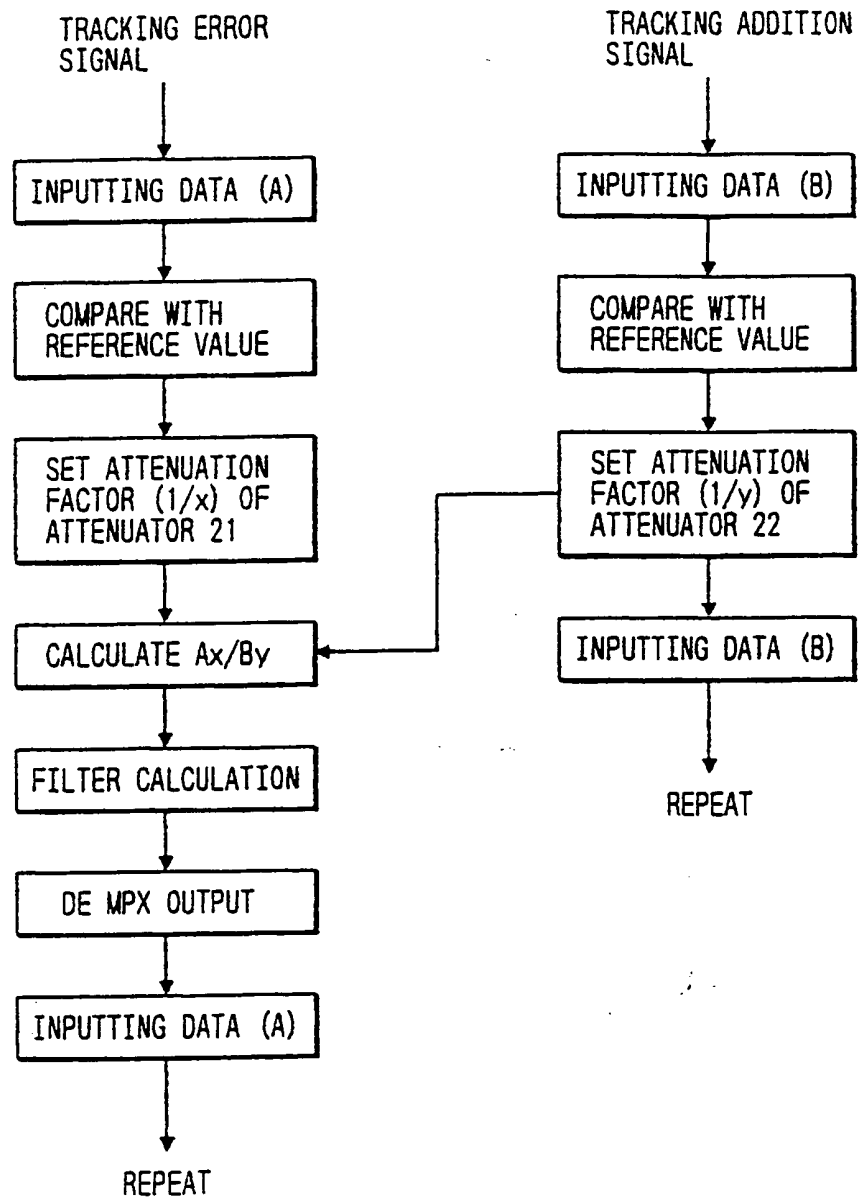 TRACKING ERROR
SIGNAL
INPUTTING DATA (A)
COMPARE WITH
REFERENCE VALUE
SET ATTENUATION
FACTOR (1/x) OF
ATTENUATOR 21
CALCULATE Ax/By
FILTER CALCULATION
DE MPX OUTPUT
INPUTTING DATA (A)
REPEAT
TRACKING ADDITION
SIGNAL
INPUTTING DATA (B)
COMPARE WITH
REFERENCE VALUE
SET ATTENUATION
FACTOR (1/y) OF
ATTENUATOR 22
INPUTTING DATA (B)
REPEAT